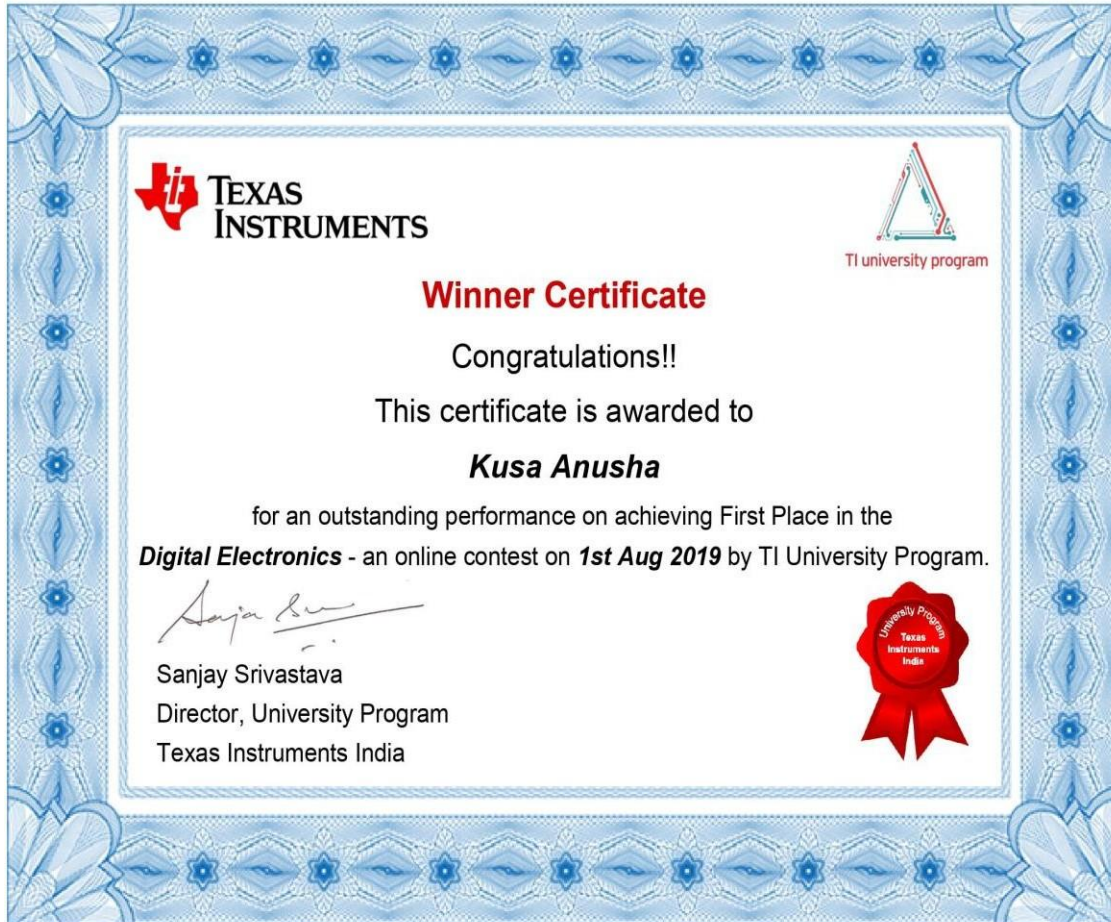 TEXAS
INSTRUMENTS
TI university program
Winner Certificate
Congratulations!!
This certificate is awarded to
Kusa Anusha
for an outstanding performance on achieving First Place in the
Digital Electronics - an online contest on 1st Aug 2019 by TI University Program.
Sanjay Srivastava
Director, University Program
Texas Instruments India
University Program
Texas
Instruments
India